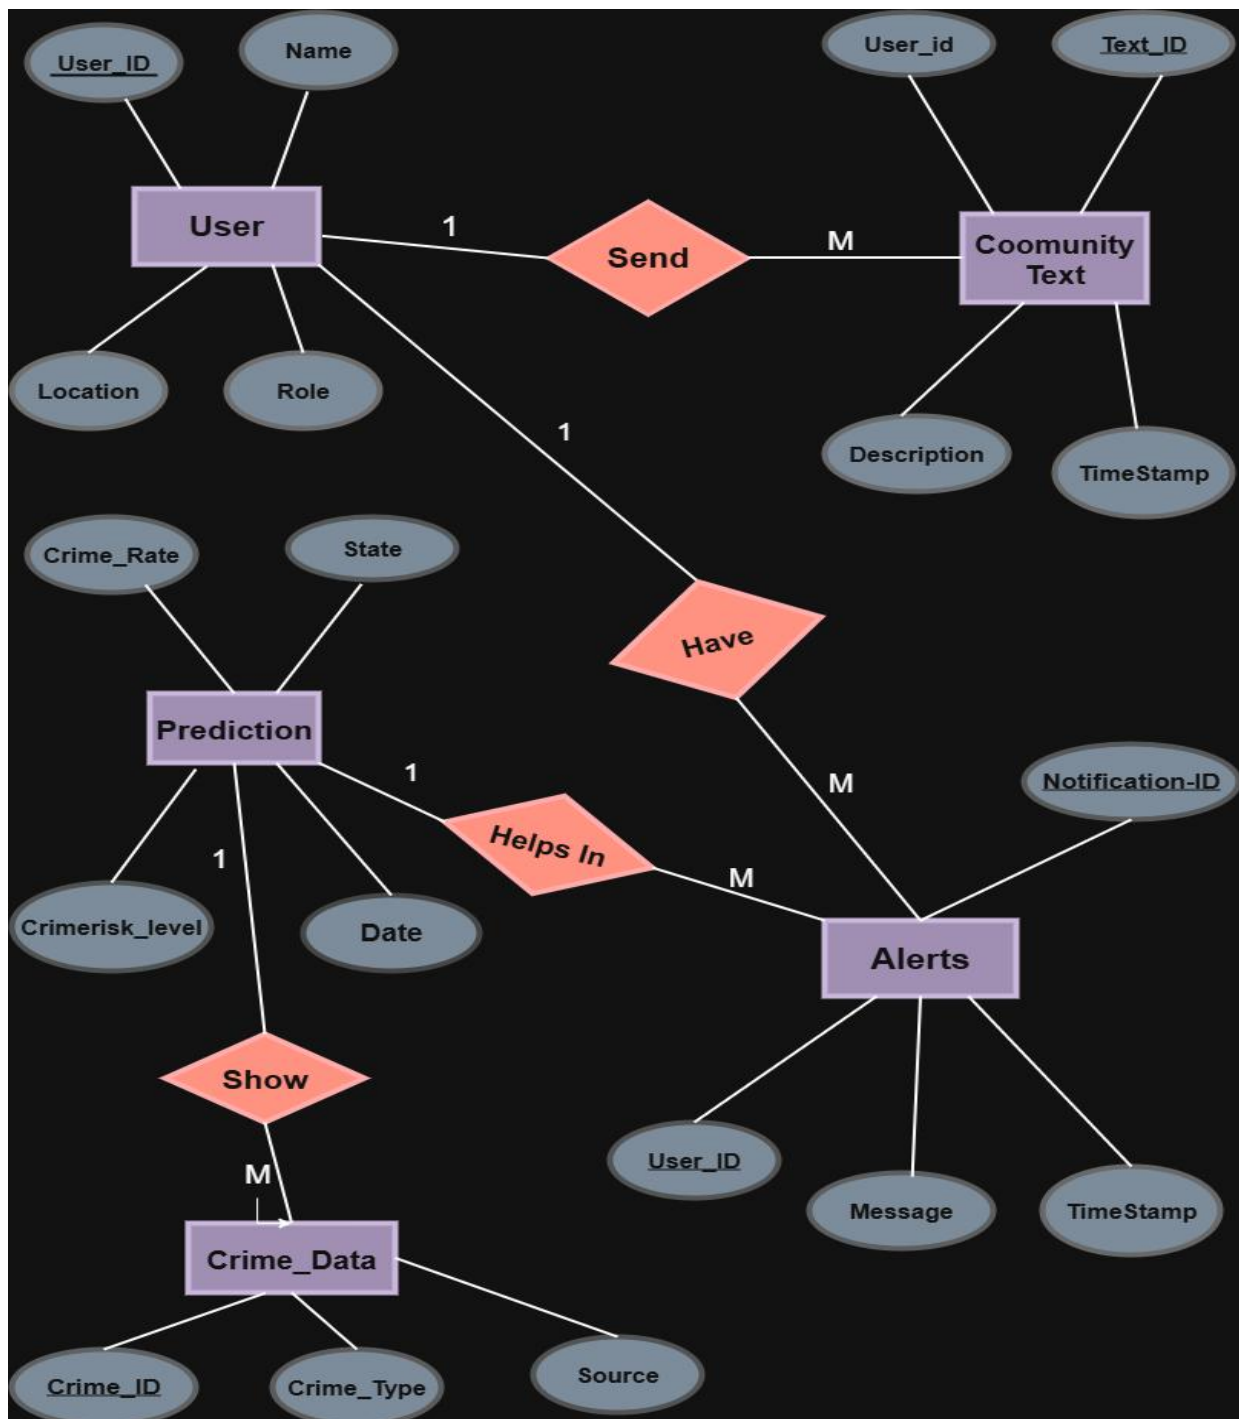 User_ID
Name
User_id
Text_ID
User
1
Send
M
Coomunity
Text
Location
Role
1
Description
TimeStamp
Crime_Rate
State
Have
Prediction
1
Helps In
M
M
Notification-ID
1
Crimerisk_level
Date
Alerts
Show
User_ID
Message
TimeStamp
M
Crime_Data
Crime_ID
Crime_Type
Source